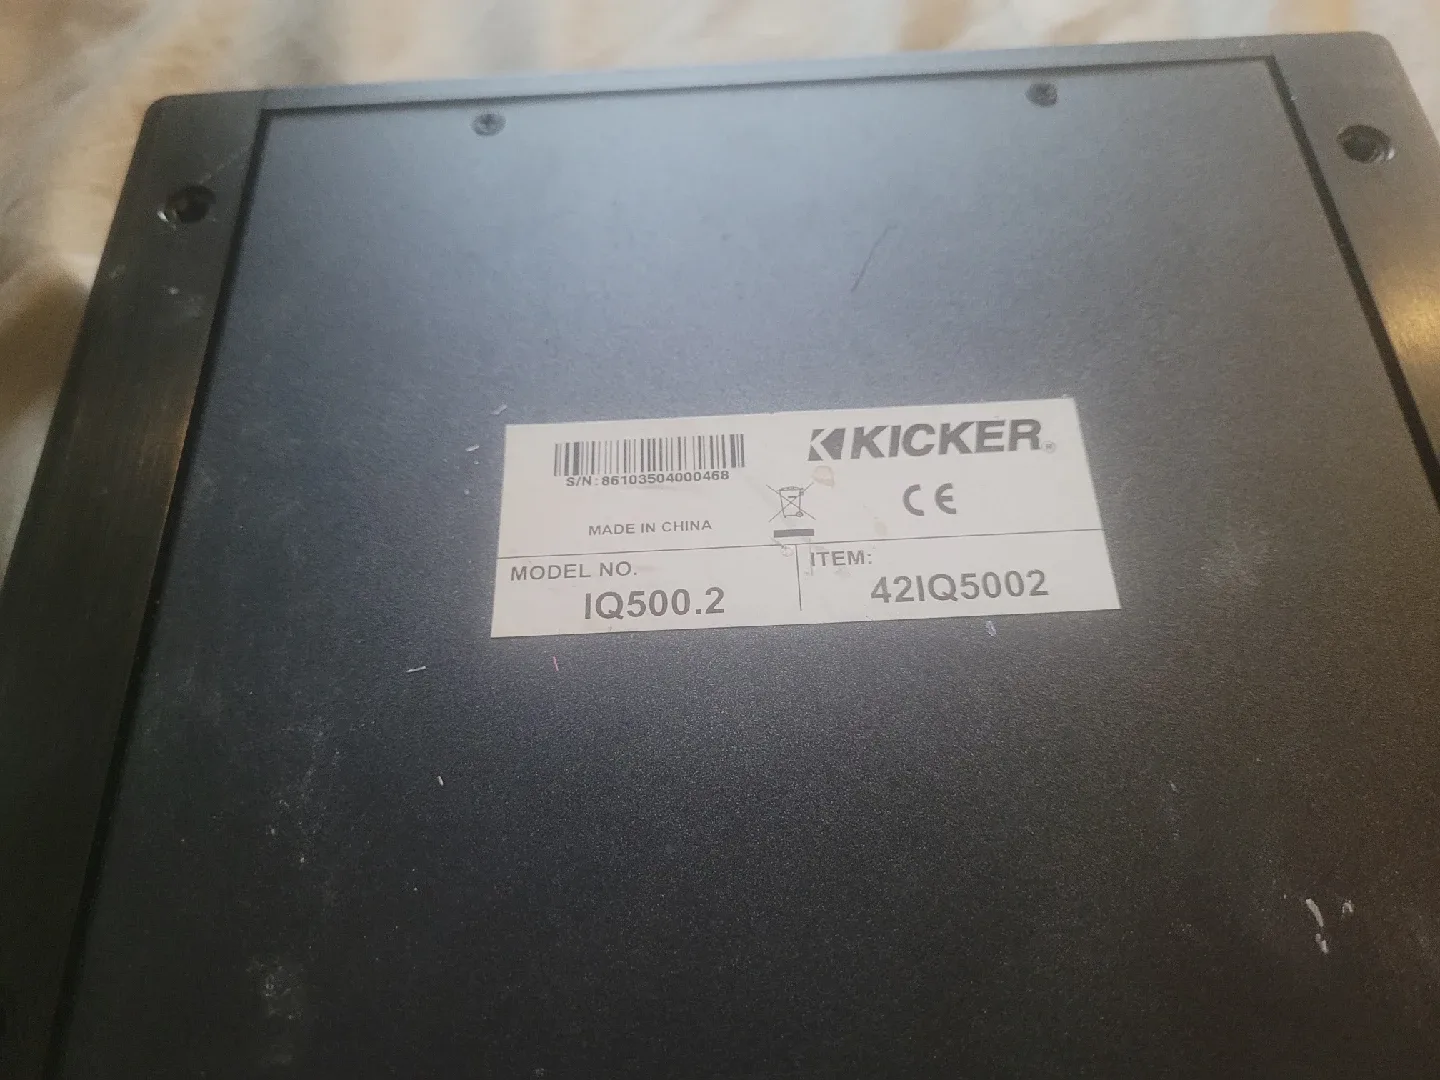 KICKER®
S/N: 86103504000468
CE
MADE IN CHINA
MODEL NO.
IQ500.2
ITEM:
42IQ5002